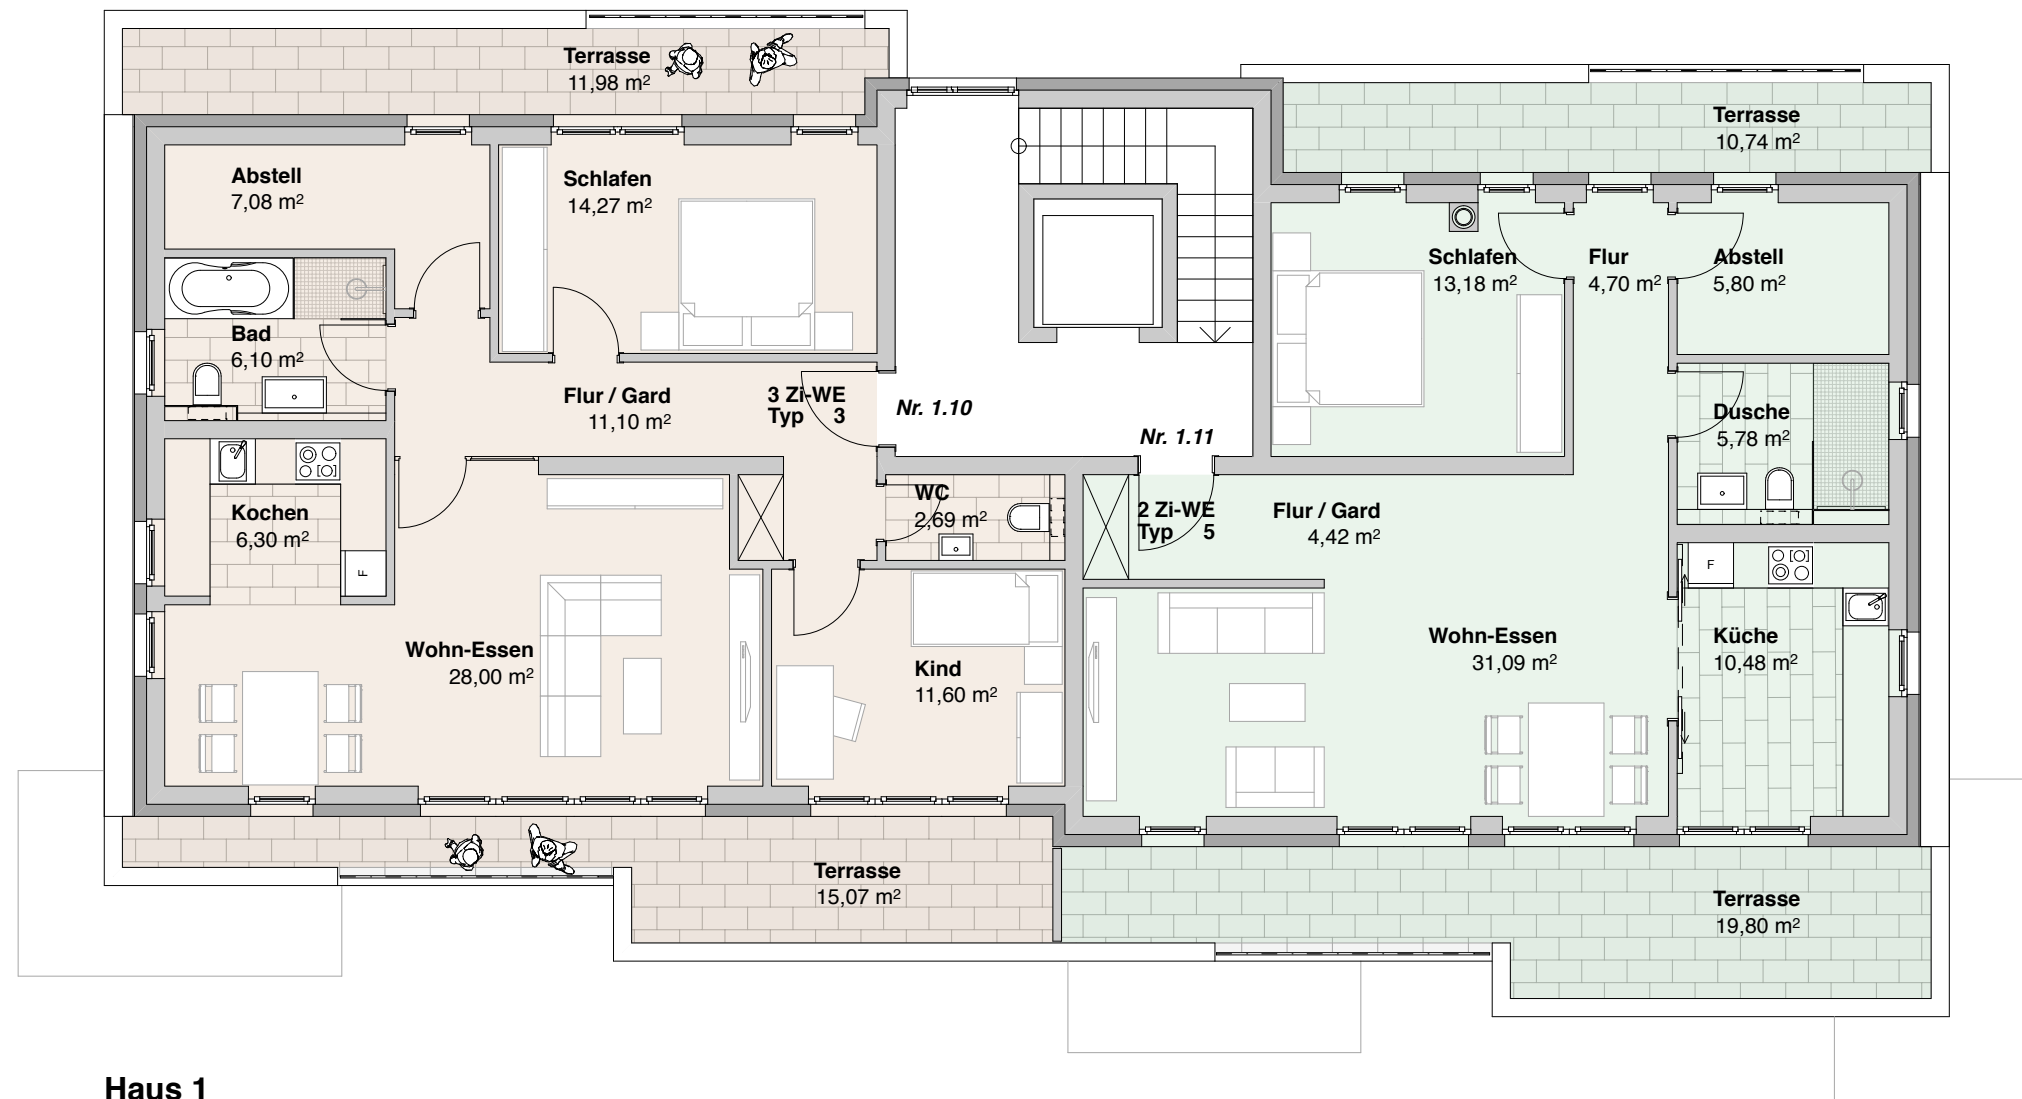 Terrasse
11,98 m²
Terrasse
10,74 m²
Abstell
7,08 m²
Schlafen
14,27 m²
Schlafen
13,18 m²
Flur
4,70 m²
Abstell
5,80 m²
Bad
6,10 m²
Flur / Gard
11,10 m²
3 Zi-WE
Typ 3
Nr. 1.10
Nr. 1.11
Dusche
5,78 m²
Kochen
6,30 m²
F
WC
2,69 m²
2 Zi-WE
Typ 5
Flur / Gard
4,42 m²
F
Wohn-Essen
28,00 m²
Kind
11,60 m²
Wohn-Essen
31,09 m²
Küche
10,48 m²
Terrasse
15,07 m²
Terrasse
19,80 m²
Haus 1